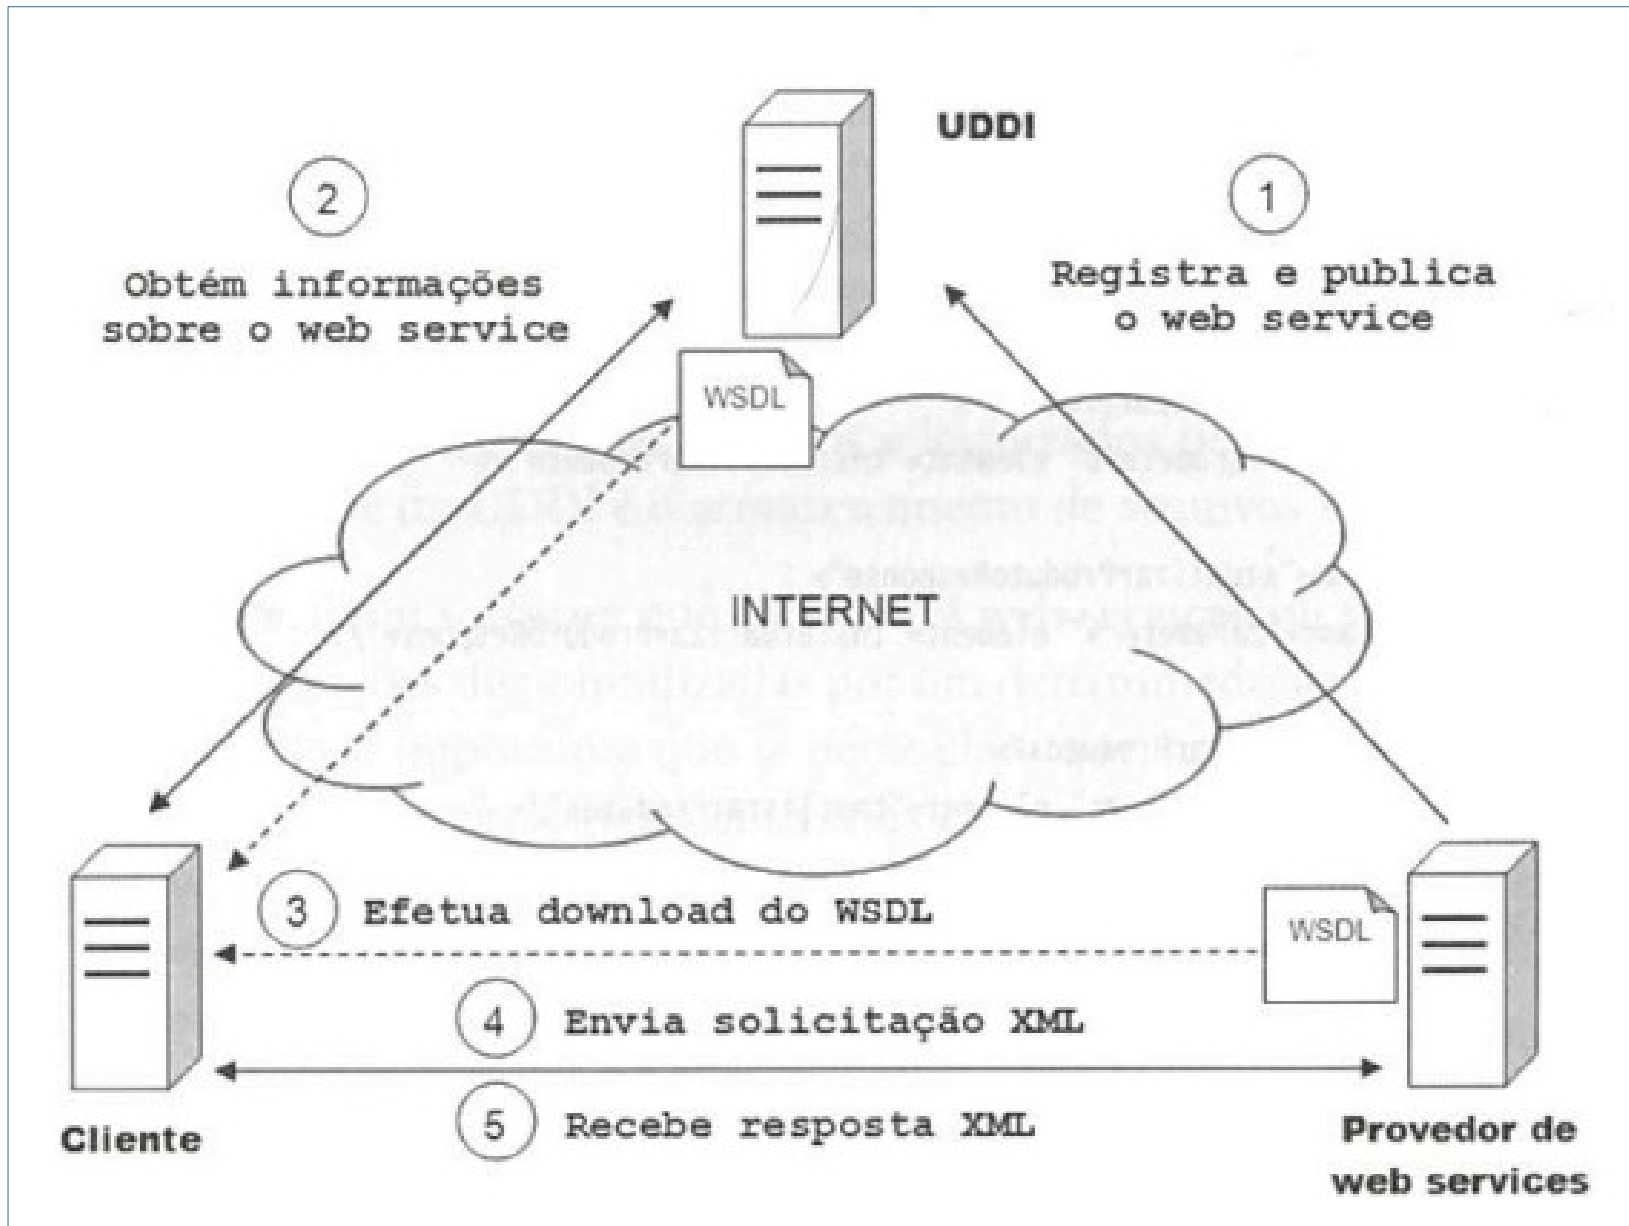 UDDI
2
Obtém informações
sobre o web service
1
Registra e publica
o web service
WSDL
INTERNET
3 Efetua download do WSDL
WSDL
4 Envia solicitação XML
5 Recebe resposta XML
Cliente
Provedor de
web services